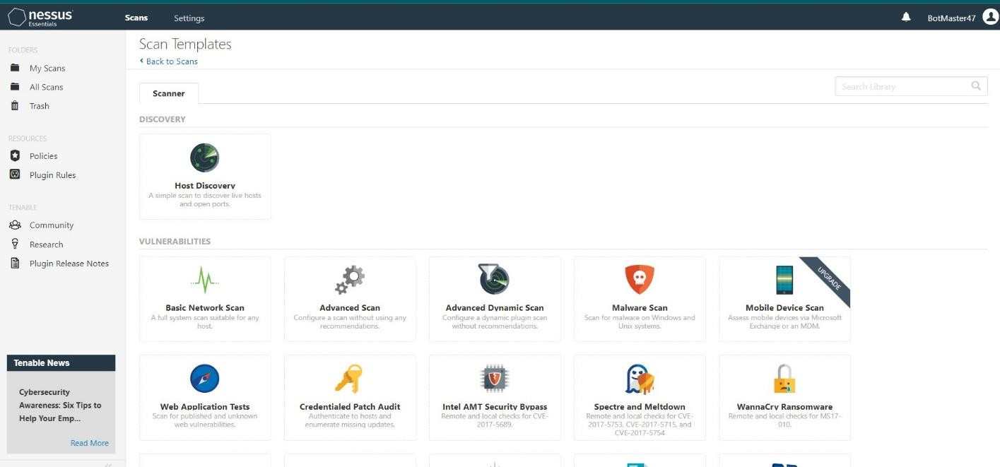 nessus
Essentials
Scans
Settings
BotMaster47
FOLDERS
My Scans
All Scans
Trash
RESOURCES
Policies
Plugin Rules
TENABLE
Community
Research
Plugin Release Notes
Tenable News
Cybersecurity
Awareness: Six Tips to
Help Your Emp...
Read More
Scan Templates
Back to Scans
Scanner
Search Library
DISCOVERY
Host Discovery
A simple scan to discover live hosts
and open ports.
VULNERABILITIES
Basic Network Scan
A full system scan suitable for any
host.
Advanced Scan
Configure a scan without using any
recommendations.
Advanced Dynamic Scan
Configure a dynamic plugin scan
without recommendations.
Malware Scan
Scan for malware on Windows and
Unix systems.
UPGRADE
Mobile Device Scan
Assess mobile devices via Microsoft
Exchange or an MDM.
Web Application Tests
Scan for published and unknown
web vulnerabilities.
Credentialed Patch Audit
Authenticate to hosts and
enumerate missing updates.
Intel AMT Security Bypass
Remote and local checks for CVE-
2017-5689.
Spectre and Meltdown
Remote and local checks for CVE-
2017-5753, CVE-2017-5715, and
CVE-2017-5754
WannaCry Ransomware
Remote and local checks for MS17-
010.